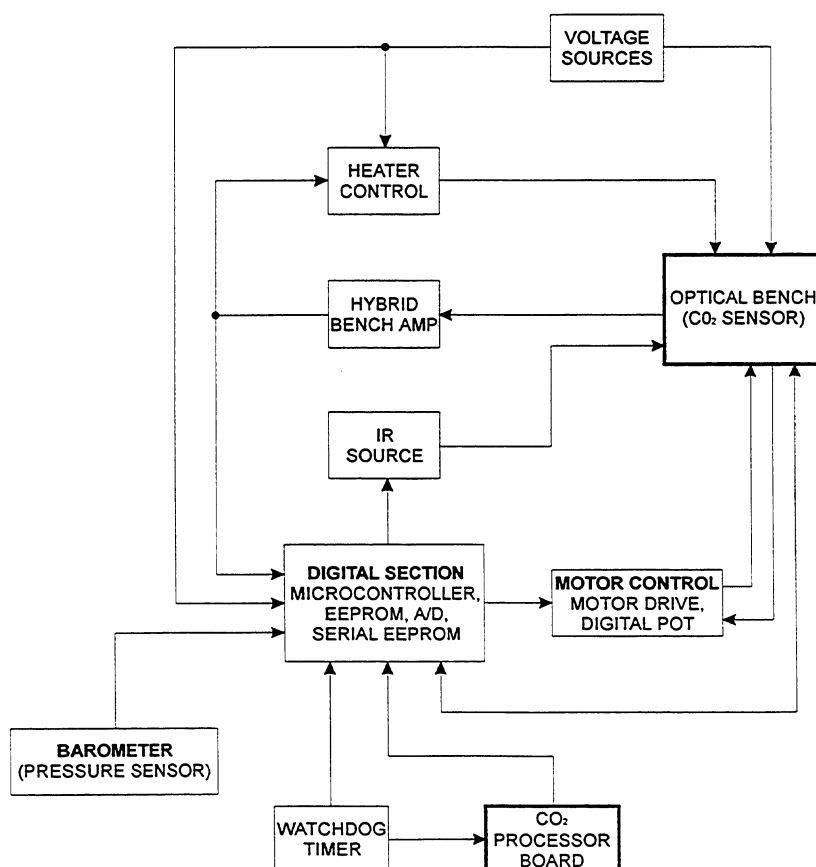 VOLTAGE
SOURCES
HEATER
CONTROL
HYBRID
BENCH AMP
OPTICAL BENCH
(C0₂ SENSOR)
IR
SOURCE
DIGITAL SECTION
MICROCONTROLLER,
EEPROM, A/D,
SERIAL EEPROM
MOTOR CONTROL
MOTOR DRIVE,
DIGITAL POT
BAROMETER
(PRESSURE SENSOR)
WATCHDOG
TIMER
CO₂
PROCESSOR
BOARD